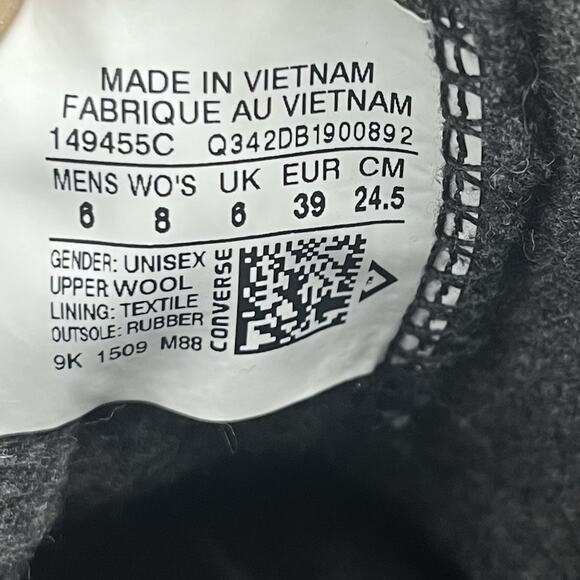 MADE IN VIETNAM
FABRIQUE AU VIETNAM
149455C Q342DB1900892
MENS WO'S UK EUR CM
6 8 6 39 24.5
GENDER: UNISEX
UPPER WOOL
LINING: TEXTILE
OUTSOLE: RUBBER
9K 1509 M88
CONVERSE